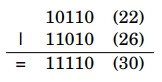 10110 (22)
| 11010 (26)
= 11110 (30)